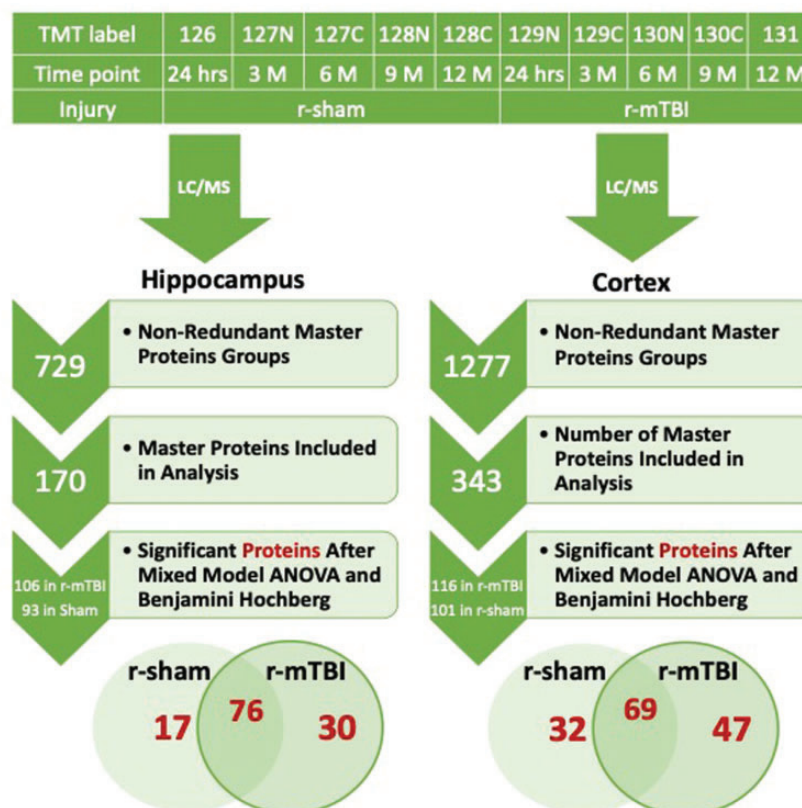 TMT label 126 127N 127C 128N 128C 129N 129C 130N 130C 131
Time point 24 hrs 3 M 6 M 9 M 12 M 24 hrs 3 M 6 M 9 M 12 M
Injury r-sham r-mTBI
LC/MS LC/MS
Hippocampus
729
• Non-Redundant Master
Proteins Groups
170
• Master Proteins Included
in Analysis
106 in r-mTBI
93 in Sham
• Significant Proteins After
Mixed Model ANOVA and
Benjamini Hochberg
r-sham r-mTBI
17 76 30
Cortex
1277
• Non-Redundant Master
Proteins Groups
343
• Number of Master
Proteins Included in
Analysis
116 in r-mTBI
101 in r-sham
• Significant Proteins After
Mixed Model ANOVA and
Benjamini Hochberg
r-sham r-mTBI
32 69 47